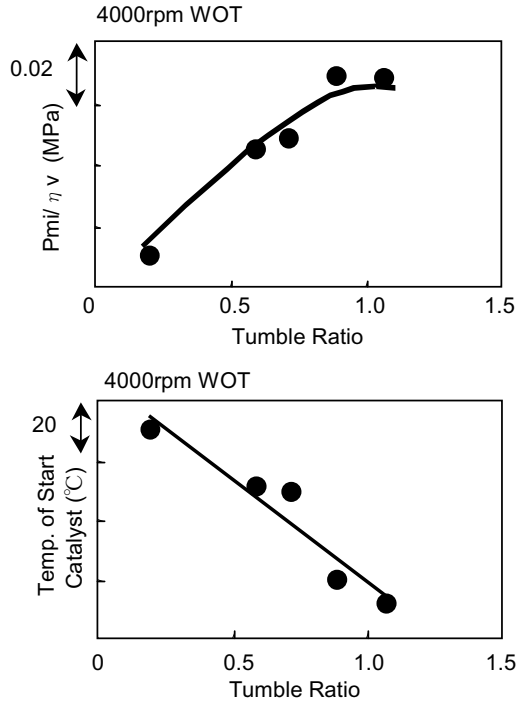 4000rpm WOT
0.02
Pmi/ η v (MPa)
0 0.5 1.0 1.5
Tumble Ratio
4000rpm WOT
20
Temp. of Start
Catalyst (℃)
0 0.5 1.0 1.5
Tumble Ratio